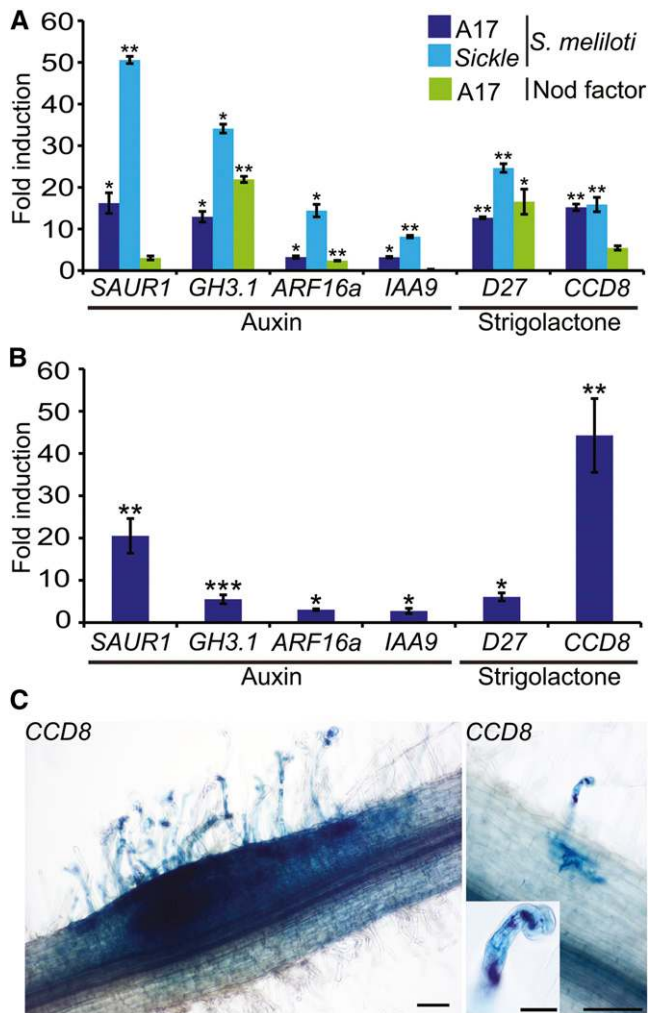 A
A17
Sickle
S. meliloti
A17
Nod factor
Fold induction
60
50
40
30
20
10
0
* ** * ** * * ** * ** ** ** * ** **
SAUR1 GH3.1 ARF16a IAA9 D27 CCD8
Auxin Strigolactone
B
Fold induction
60
50
40
30
20
10
0
** *** * * * **
SAUR1 GH3.1 ARF16a IAA9 D27 CCD8
Auxin Strigolactone
C
CCD8 CCD8